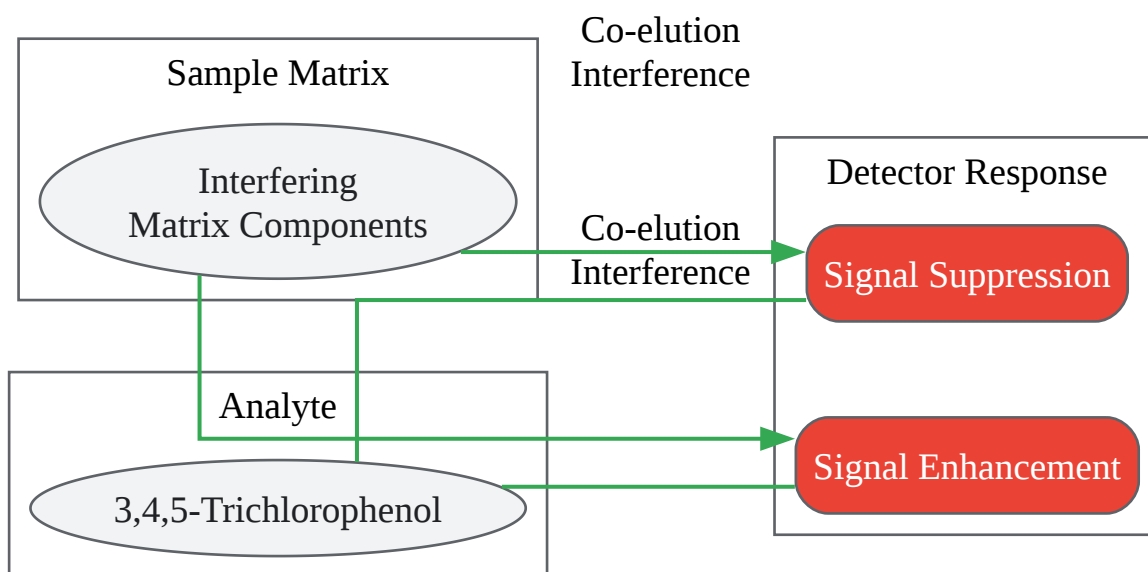 Co-elution
Interference
Sample Matrix
Interfering
Matrix Components
Detector Response
Co-elution
Interference
Signal Suppression
Analyte
Signal Enhancement
3,4,5-Trichlorophenol